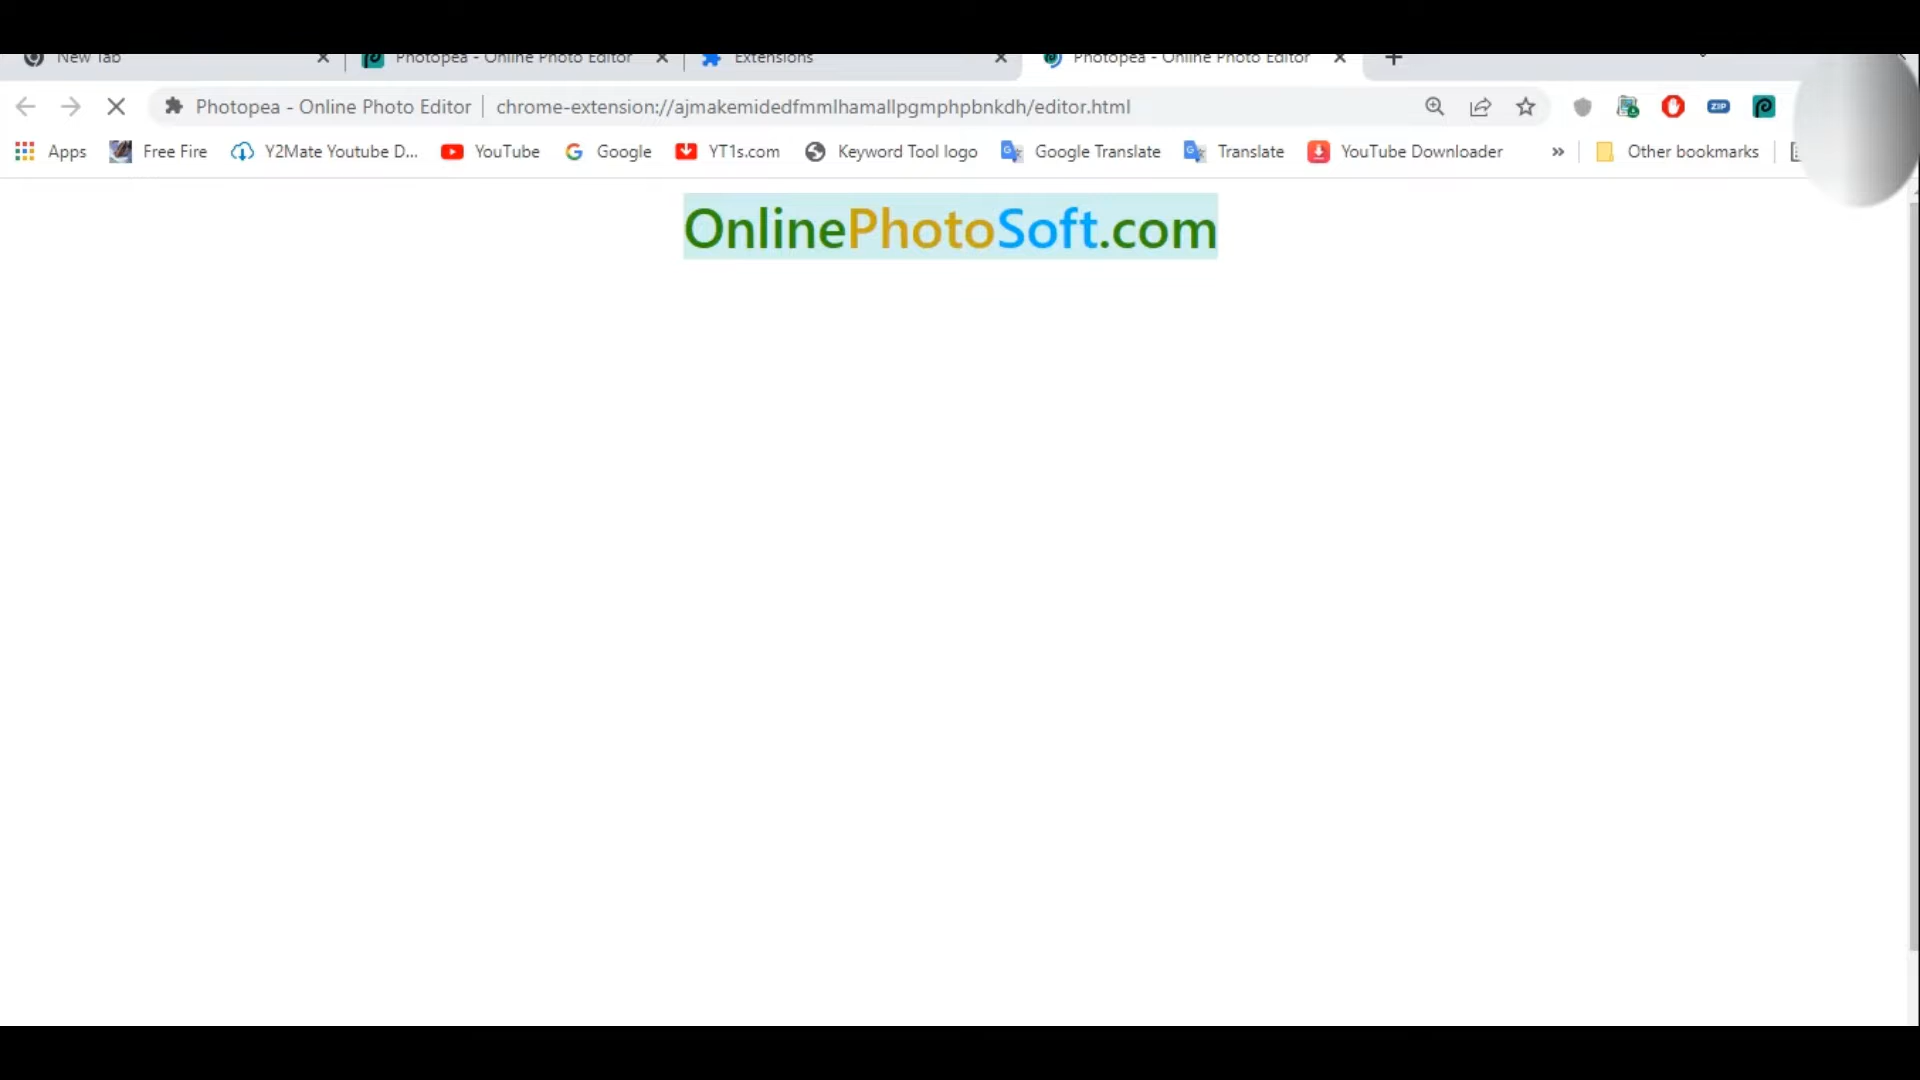 New Tab
Photopea - Online Photo Editor
Extensions
Photopea - Online Photo Editor
Photopea - Online Photo Editor | chrome-extension://ajmakemidedfmmlhamallpgmphpbnkdh/editor.html
ZIP
Apps
Free Fire
Y2Mate Youtube D...
YouTube
Google
YT1s.com
Keyword Tool logo
Google Translate
Translate
YouTube Downloader
»
Other bookmarks
OnlinePhotoSoft.com